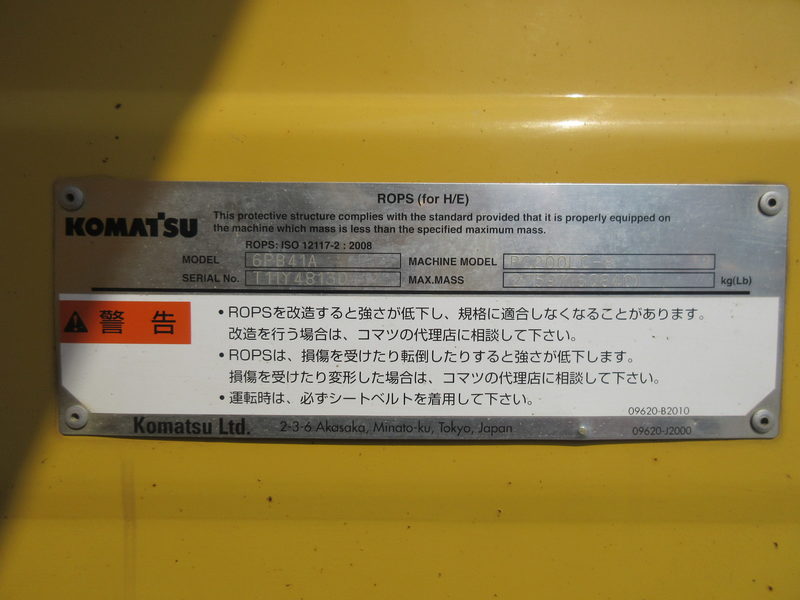 ROPS (for H/E)
KOMATSU
This protective structure complies with the standard provided that it is properly equipped on
the machine which mass is less than the specified maximum mass.
ROPS: ISO 12117-2 : 2008
MODEL 6PB41A MACHINE MODEL
SERIAL No. MAX.MASS kg(Lb)
警告
・ROPSを改造すると強さが低下し、規格に適合しなくなることがあります。
改造を行う場合は、コマツの代理店に相談して下さい。
・ROPSは、損傷を受けたり転倒したりすると強さが低下します。
損傷を受けたり変形した場合は、コマツの代理店に相談して下さい。
・運転時は、必ずシートベルトを着用して下さい。
09620-B2010
Komatsu Ltd. 2-3-6 Akasaka, Minato-ku, Tokyo, Japan 09620-J2000